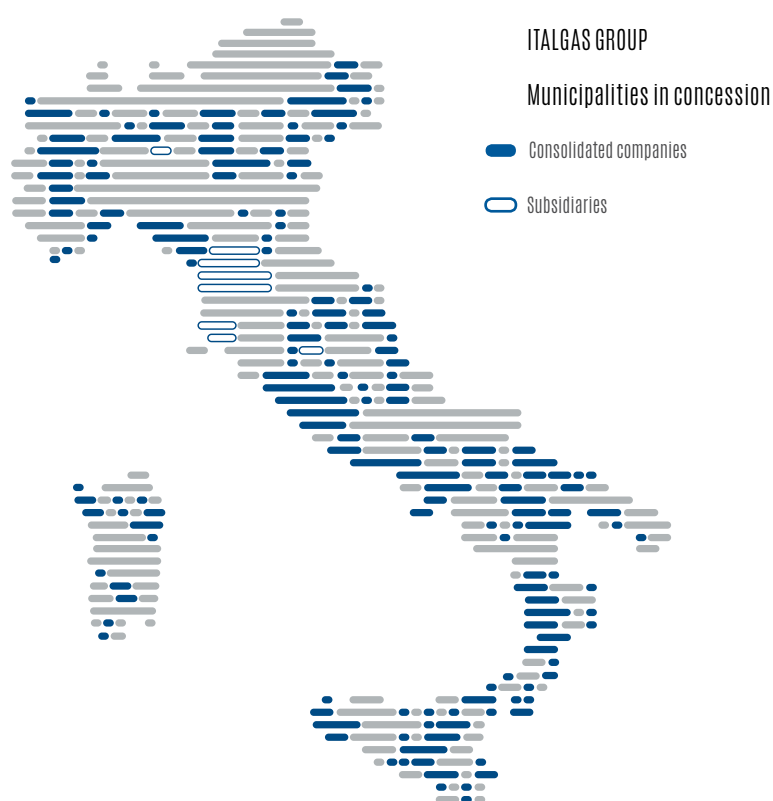 ITALGAS GROUP
Municipalities in concession
Consolidated companies
Subsidiaries